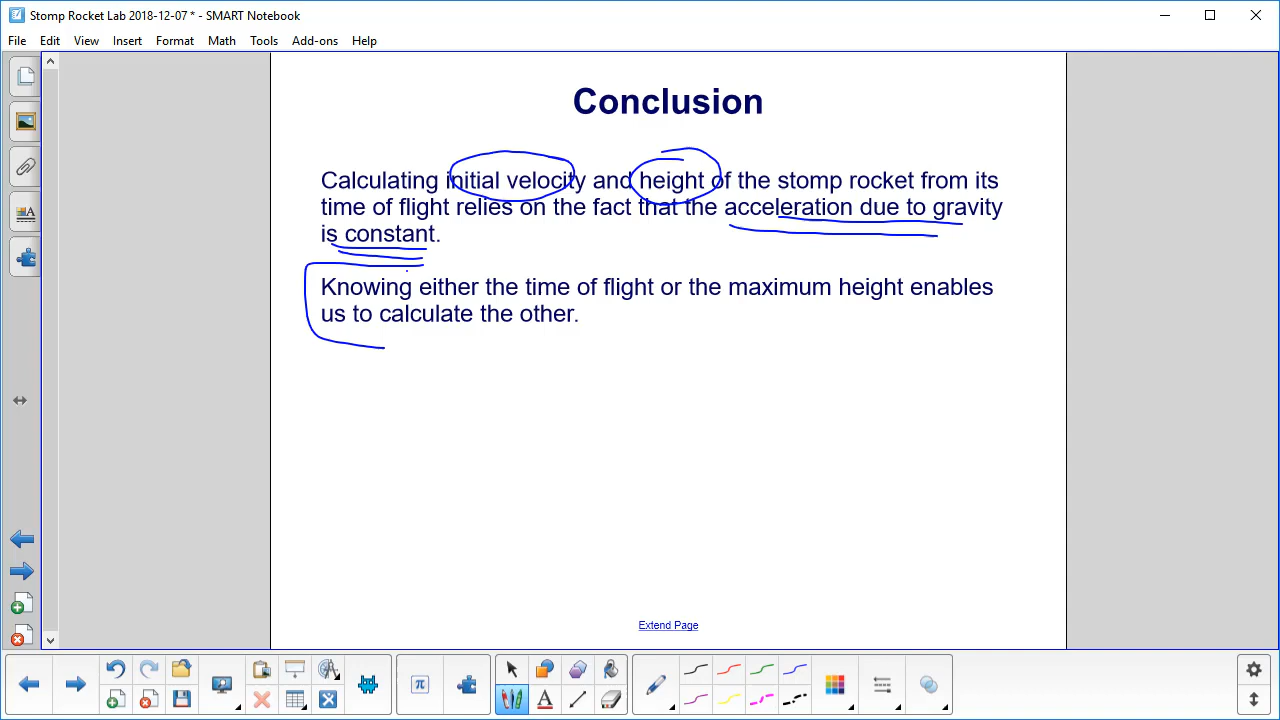 Stomp Rocket Lab 2018-12-07 * - SMART Notebook
File Edit View Insert Format Math Tools Add-ons Help
Conclusion
Calculating initial velocity and height of the stomp rocket from its
time of flight relies on the fact that the acceleration due to gravity
is constant.
Knowing either the time of flight or the maximum height enables
us to calculate the other.
Extend Page
π
A